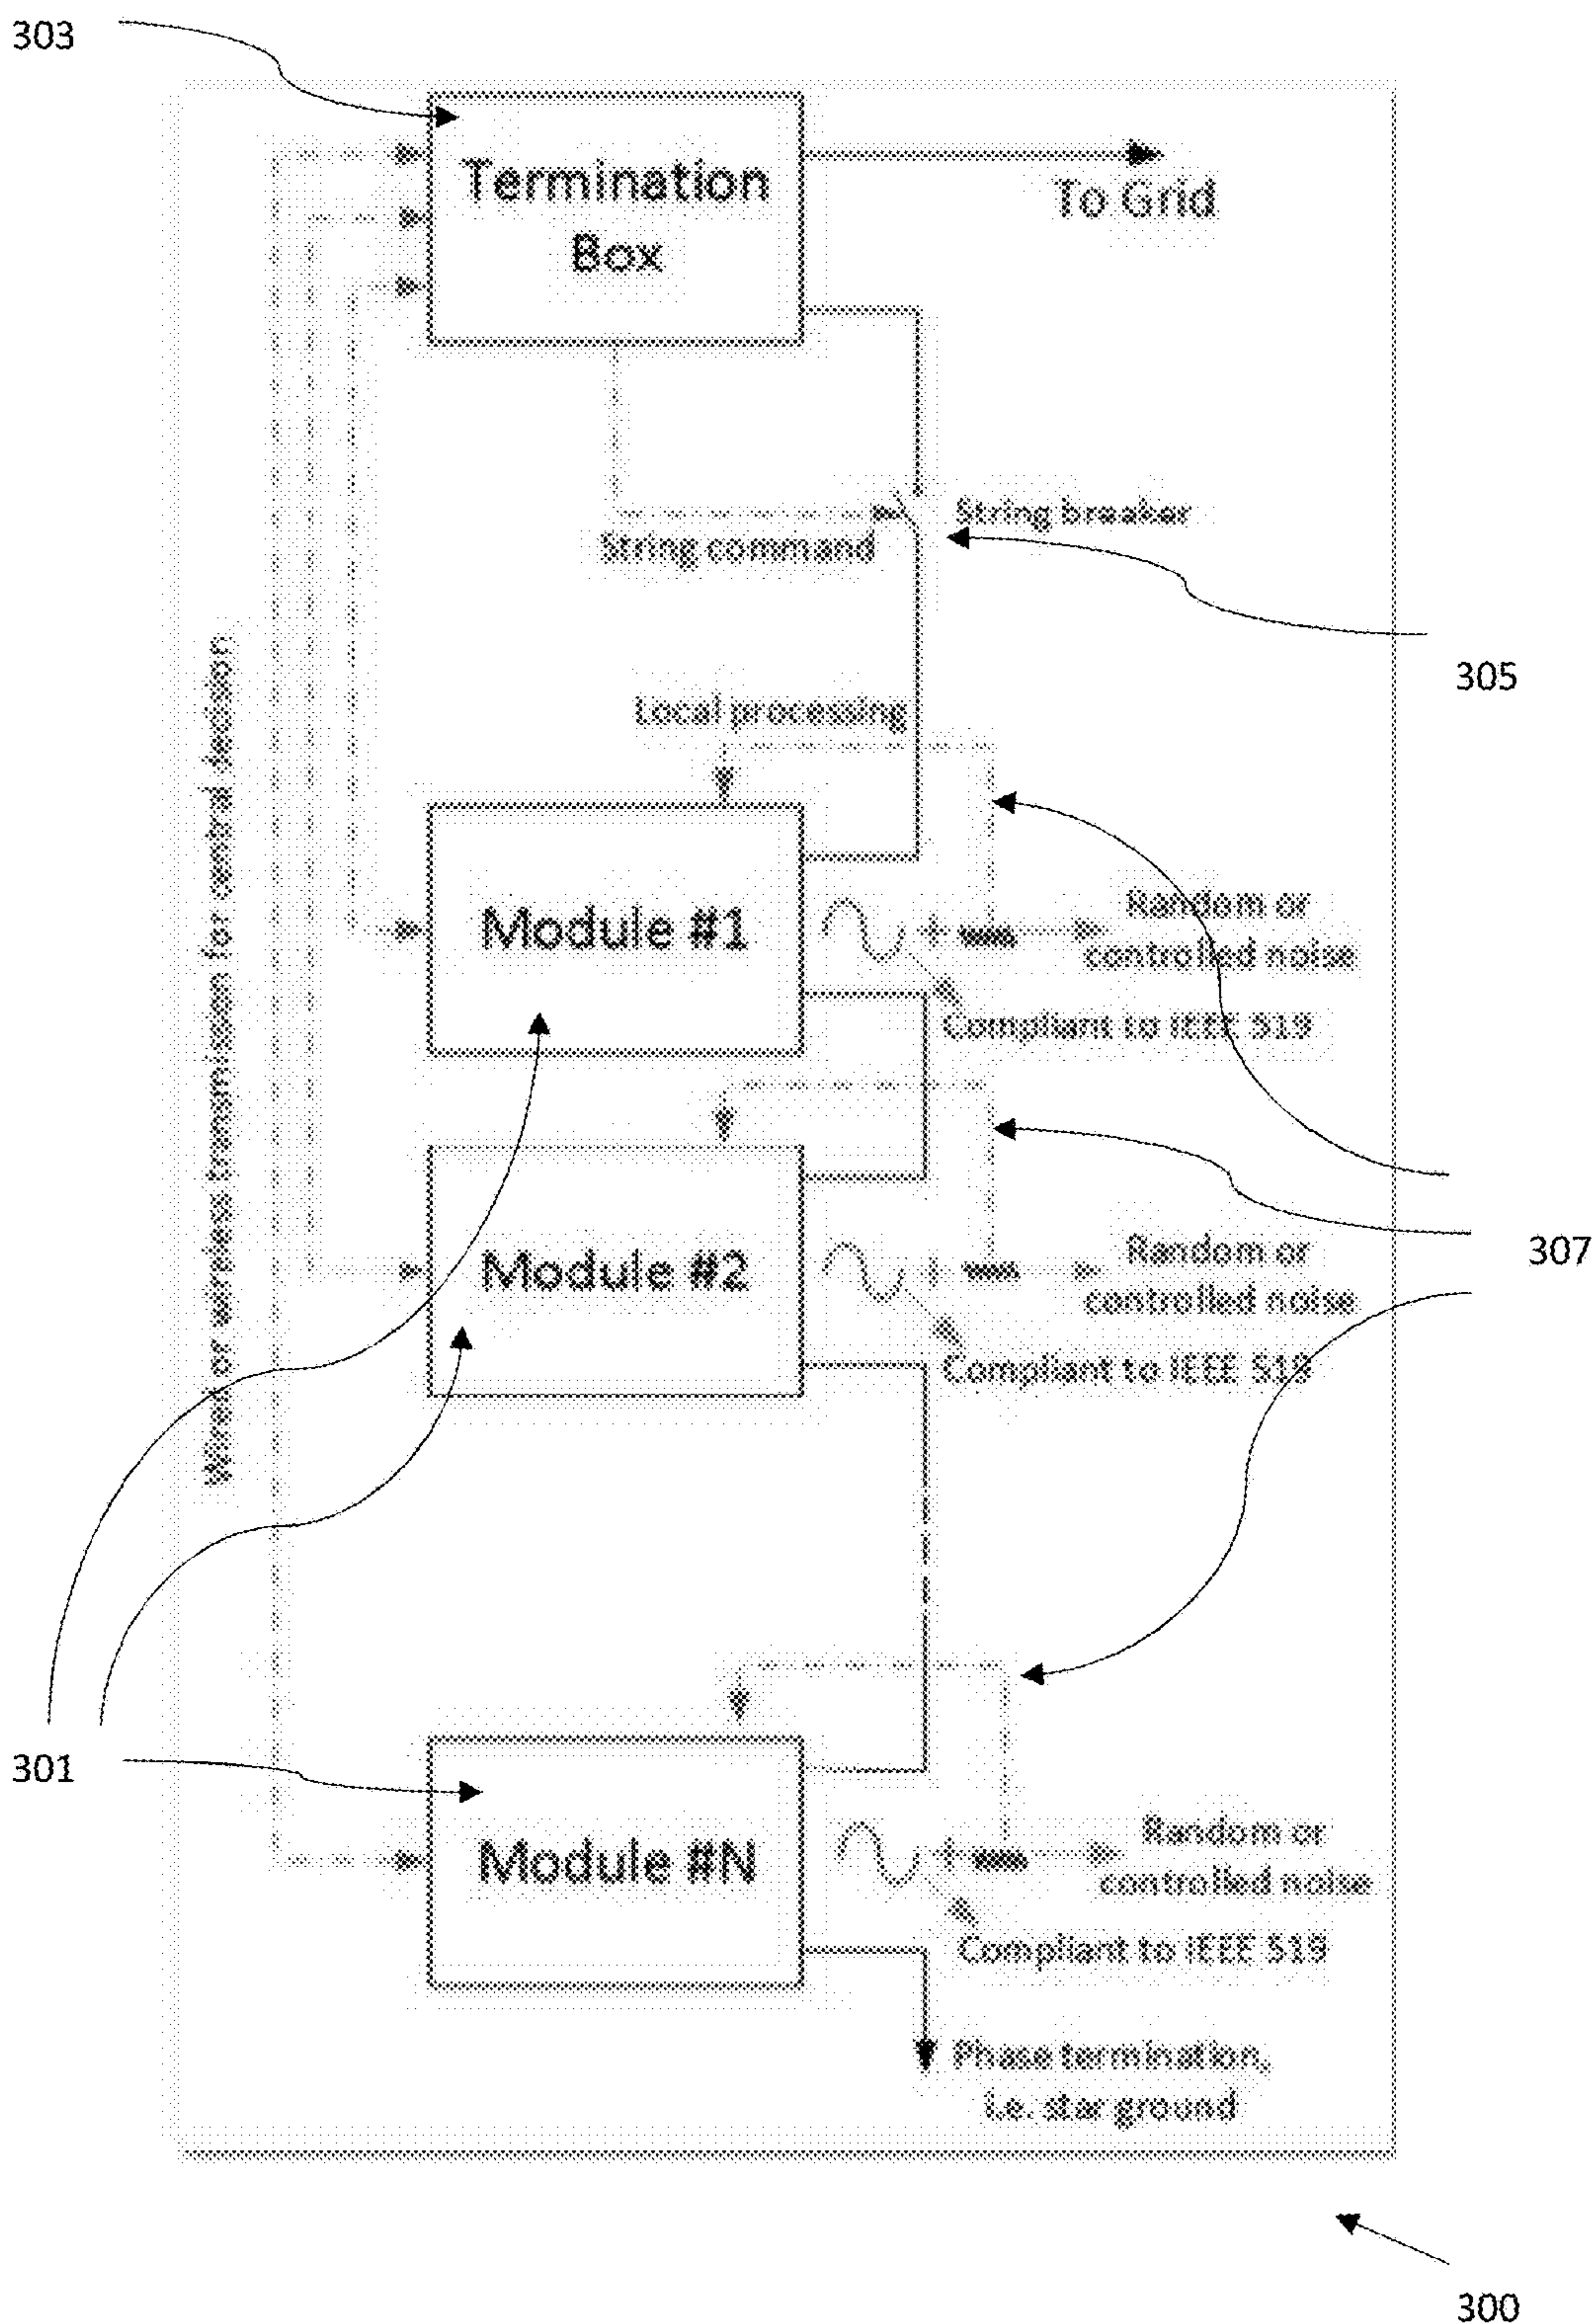 303
Termination
Box
To Grid
String breaker
String command
305
Local processing
Wired or wireless transmission for central decision
Module #1
Random or
controlled noise
Compliant to IEEE 519
Module #2
307
Random or
controlled noise
Compliant to IEEE 519
301
Module #N
Random or
controlled noise
Compliant to IEEE 519
Phase termination,
i.e. star ground
300